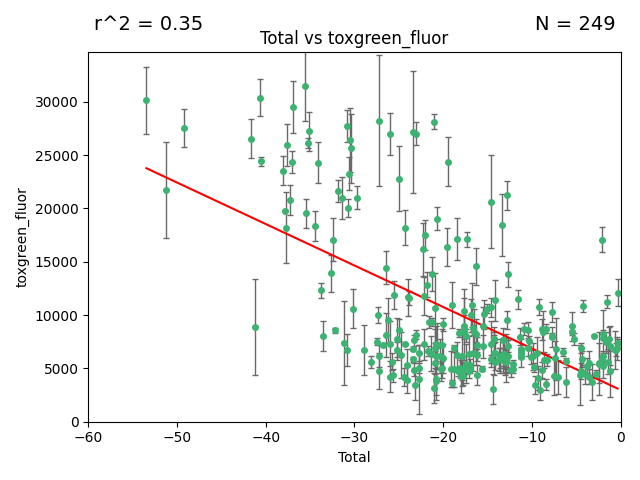 r^2 = 0.35
N = 249
Total vs toxgreen_fluor
30000
25000
20000
15000
10000
5000
0
toxgreen_fluor
−60
−50
−40
−30
−20
−10
0
Total